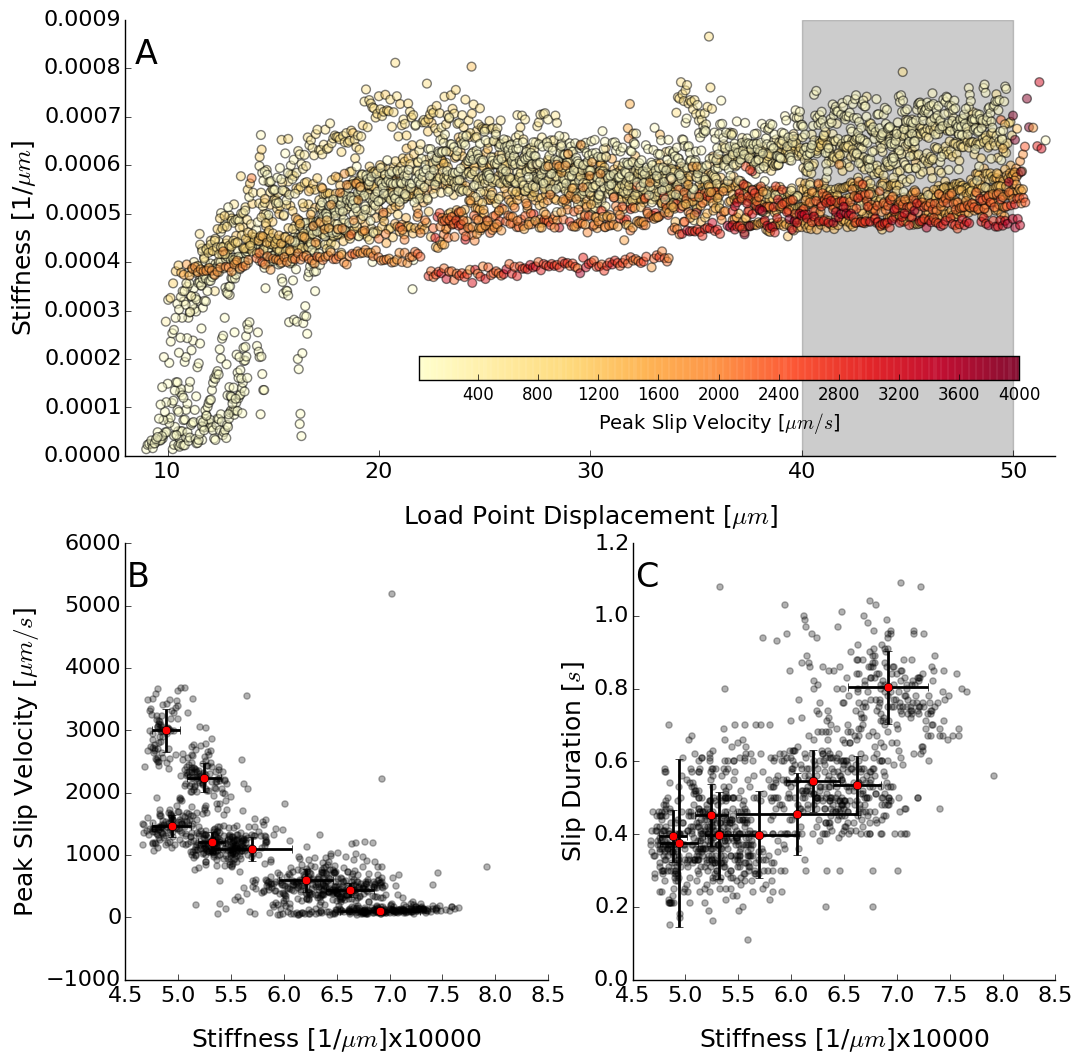 A
0.0009
0.0008
0.0007
0.0006
0.0005
0.0004
0.0003
0.0002
0.0001
0.0000
Stiffness [1/μm]
10 20 30 40 50
Load Point Displacement [μm]
400 800 1200 1600 2000 2400 2800 3200 3600 4000
Peak Slip Velocity [μm/s]
B
6000
5000
4000
3000
2000
1000
0
−1000
Peak Slip Velocity [μm/s]
4.5 5.0 5.5 6.0 6.5 7.0 7.5 8.0 8.5
Stiffness [1/μm]x10000
C
1.2
1.0
0.8
0.6
0.4
0.2
0.0
Slip Duration [s]
4.5 5.0 5.5 6.0 6.5 7.0 7.5 8.0 8.5
Stiffness [1/μm]x10000